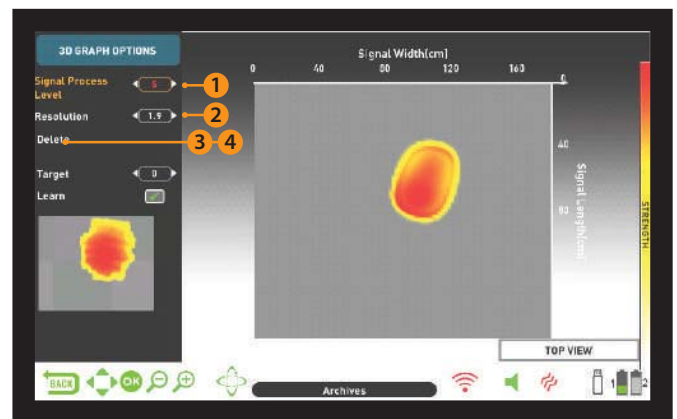 3D GRAPH OPTIONS
Signal Process
Level
5
1
Resolution
1.9
2
Delete
3
4
Target
0
Learn
Signal Width[cm]
0
40
80
120
160
0
40
80
Signal Length[cm]
STRENGTH
TOP VIEW
BACK
OK
Archives
1
2